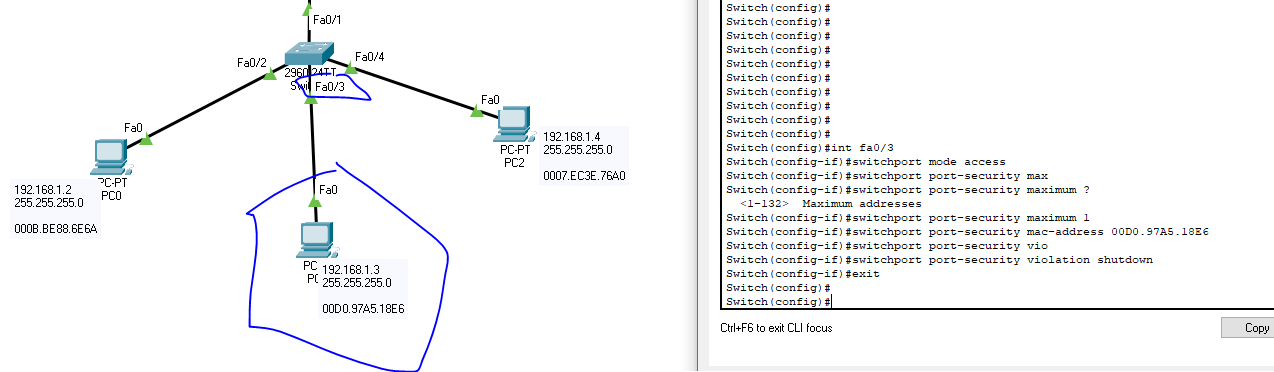 Fa0/1
Fa0/2
Fa0/4
2960 24TT
Swi
Fa0/3
Fa0
PC-PT
PC0
192.168.1.2
255.255.255.0
000B.BE88.6E6A
Fa0
PC-PT
PC2
192.168.1.4
255.255.255.0
0007.EC3E.76A0
Fa0
PC
192.168.1.3
255.255.255.0
00D0.97A5.18E6
Switch(config)#
Switch(config)#
Switch(config)#
Switch(config)#
Switch(config)#
Switch(config)#
Switch(config)#
Switch(config)#
Switch(config)#
Switch(config)#
Switch(config)#int fa0/3
Switch(config-if)#switchport mode access
Switch(config-if)#switchport port-security max
Switch(config-if)#switchport port-security maximum ?
<1-132> Maximum addresses
Switch(config-if)#switchport port-security maximum 1
Switch(config-if)#switchport port-security mac-address 00D0.97A5.18E6
Switch(config-if)#switchport port-security vio
Switch(config-if)#switchport port-security violation shutdown
Switch(config-if)#exit
Switch(config)#
Switch(config)#
Ctrl+F6 to exit CLI focus
Copy